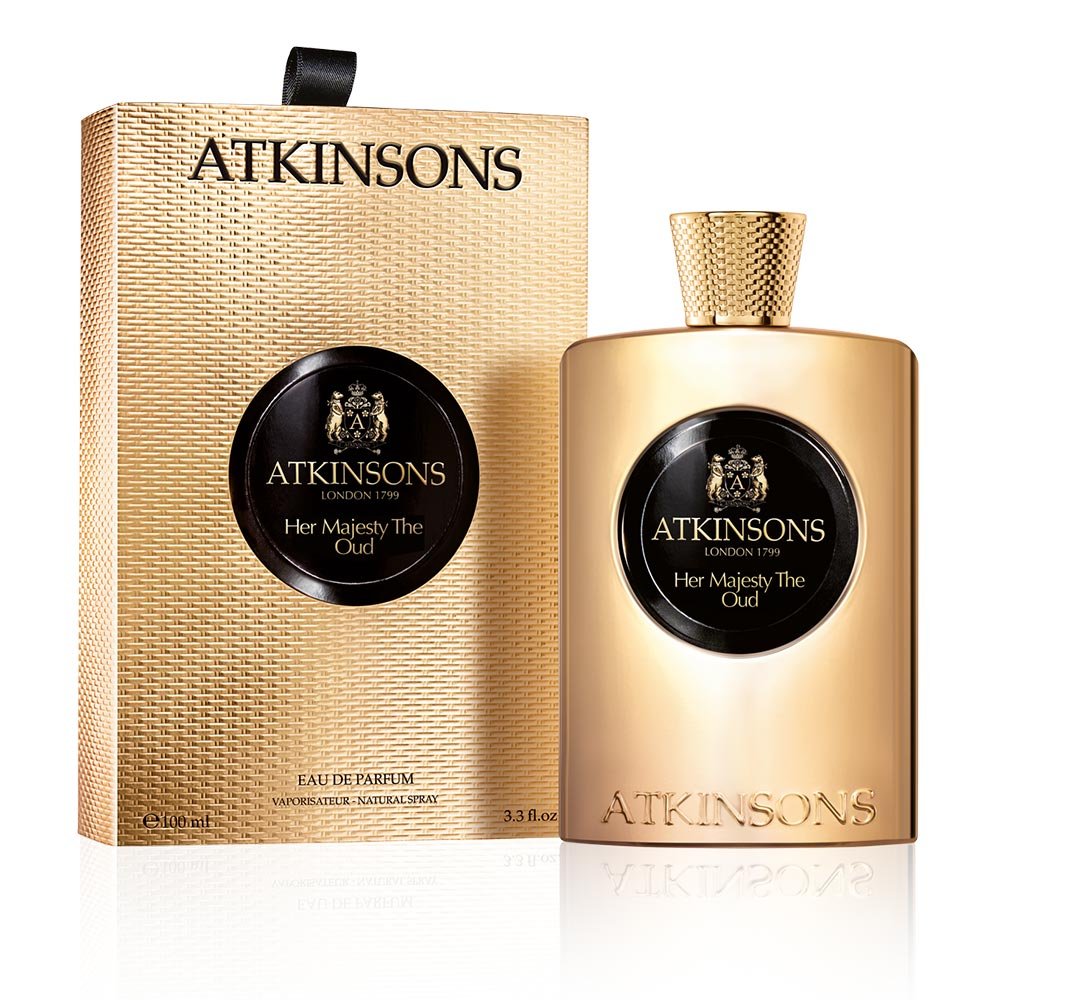 ATKINSONS
A
ATKINSONS
LONDON 1799
Her Majesty The
Oud
EAU DE PARFUM
VAPORISATEUR - NATURAL SPRAY
℮100 ml
3.3 fl.oz
A
ATKINSONS
LONDON 1799
Her Majesty The
Oud
ATKINSONS